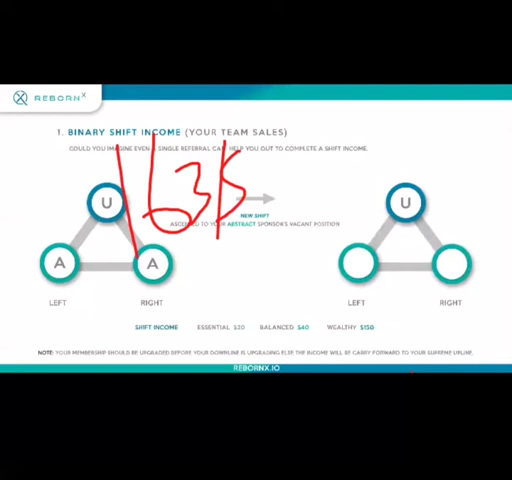 REBORNX
1. BINARY SHIFT INCOME (YOUR TEAM SALES)
COULD YOU IMAGINE EVEN A SINGLE REFERRAL CAN HELP YOU OUT TO COMPLETE A SHIFT INCOME.
163$
U
U
NEW SHIFT
ASCENDED TO YOUR ABSTRACT SPONSOR'S VACANT POSITION
A
A
LEFT
RIGHT
LEFT
RIGHT
SHIFT INCOME ESSENTIAL $20 BALANCED $40 WEALTHY $150
NOTE: YOUR MEMBERSHIP SHOULD BE UPGRADED BEFORE YOUR DOWNLINE IS UPGRADING ELSE THE INCOME WILL BE CARRY FORWARD TO YOUR SUPREME UPLINE.
REBORNX.IO